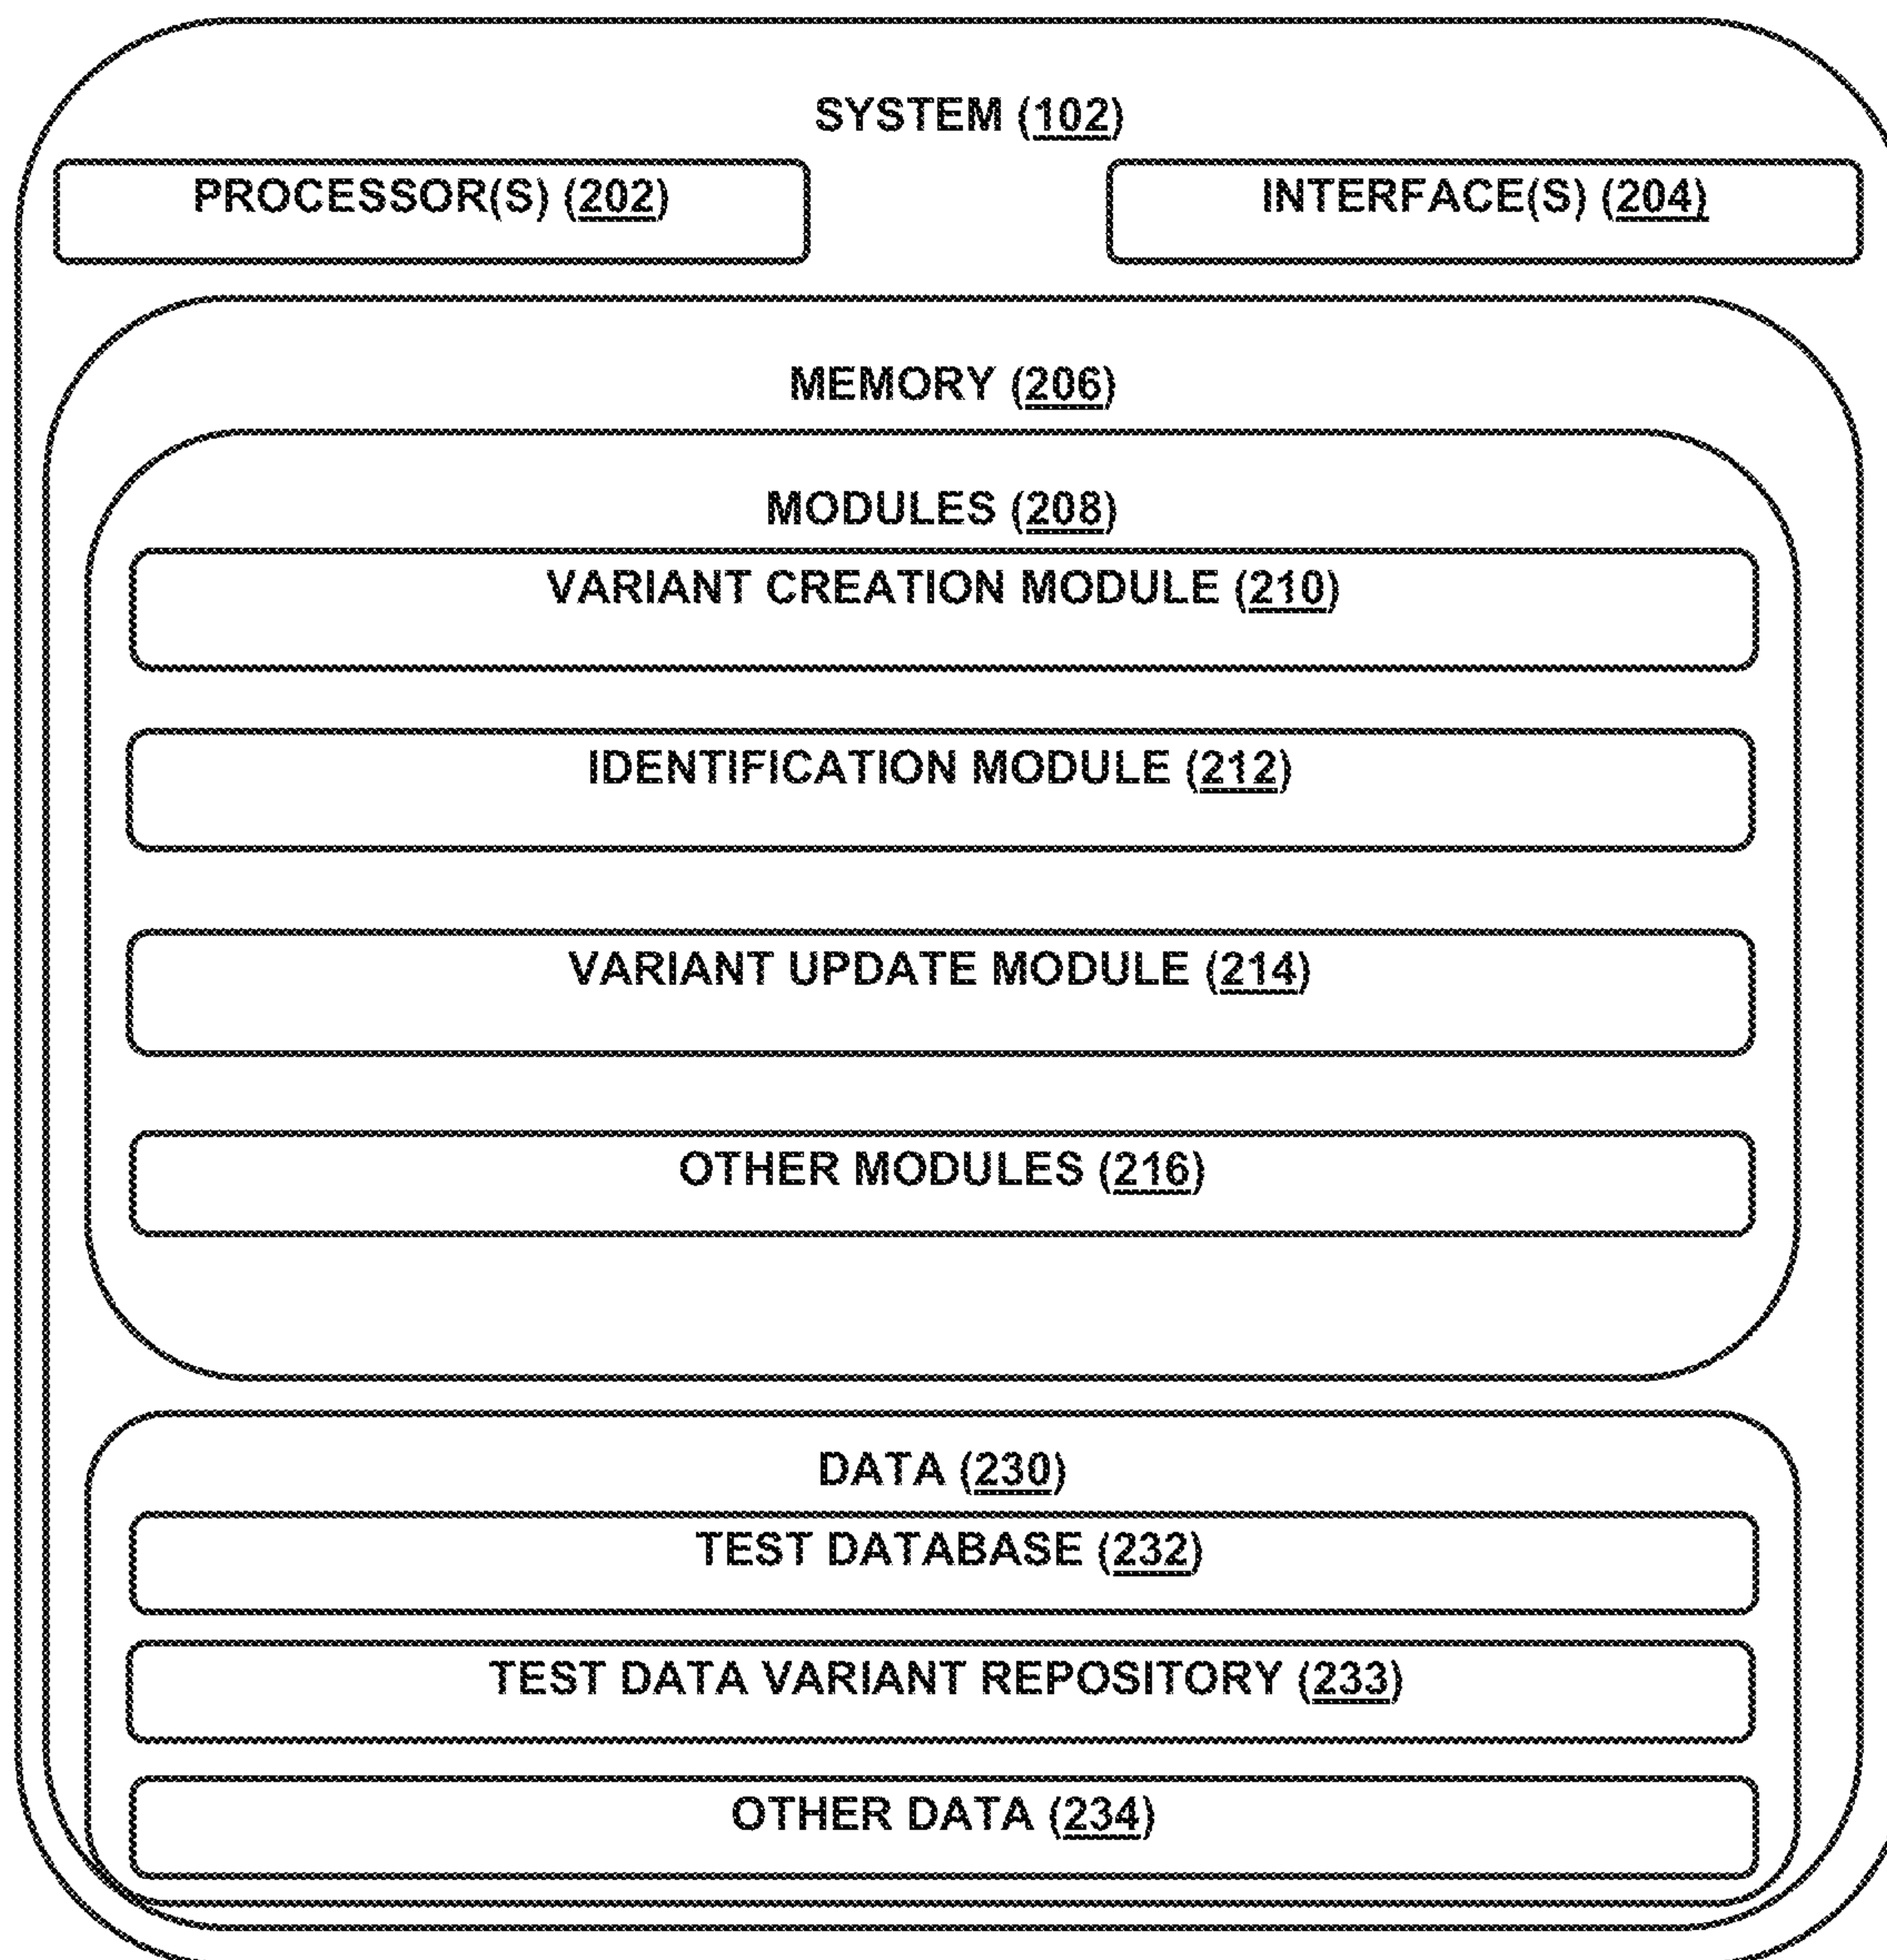 SYSTEM (102)
PROCESSOR(S) (202)
INTERFACE(S) (204)
MEMORY (206)
MODULES (208)
VARIANT CREATION MODULE (210)
IDENTIFICATION MODULE (212)
VARIANT UPDATE MODULE (214)
OTHER MODULES (216)
DATA (230)
TEST DATABASE (232)
TEST DATA VARIANT REPOSITORY (233)
OTHER DATA (234)